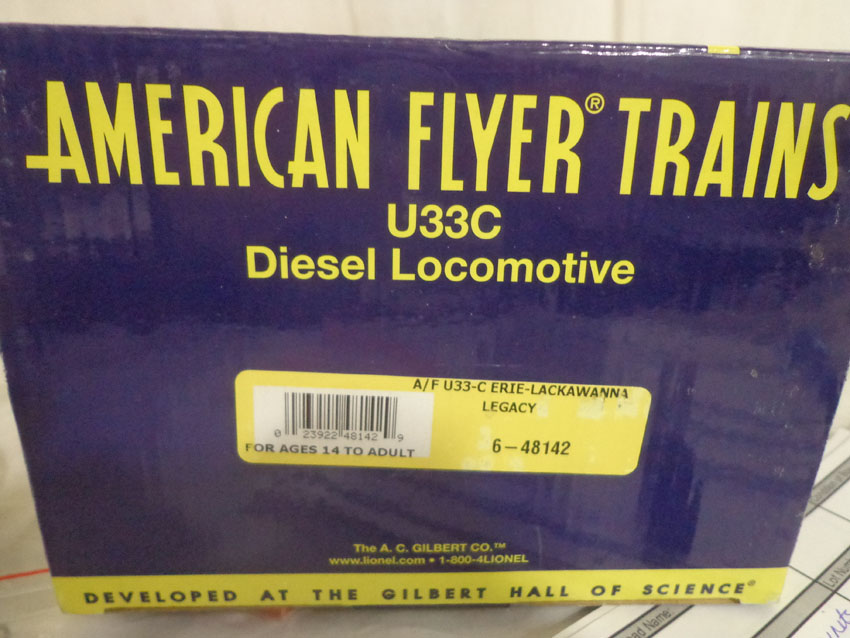 AMERICAN FLYER® TRAINS
U33C
Diesel Locomotive
A/F U33-C ERIE-LACKAWANNA
LEGACY
0 23922 48142 9
FOR AGES 14 TO ADULT
6-48142
The A. C. GILBERT CO.™
www.lionel.com • 1-800-4LIONEL
DEVELOPED AT THE GILBERT HALL OF SCIENCE®
Lot
Name